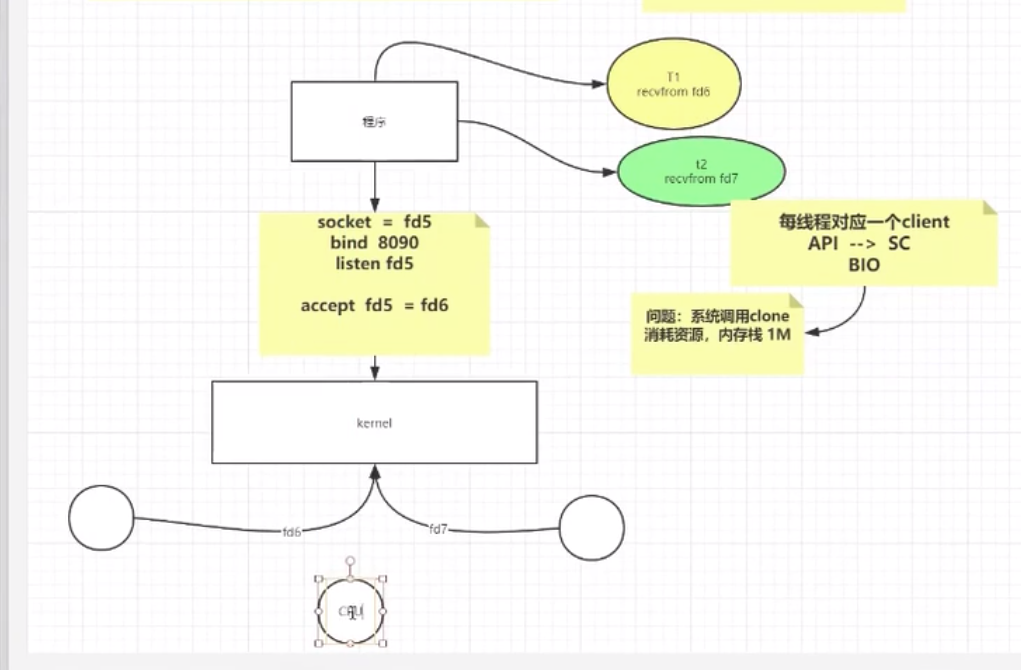 T1
recvfrom fd6
程序
t2
recvfrom fd7
socket = fd5
bind 8090
listen fd5
accept fd5 = fd6
每线程对应一个client
API --> SC
BIO
问题：系统调用clone
消耗资源，内存栈 1M
kernel
fd6
fd7
CPU